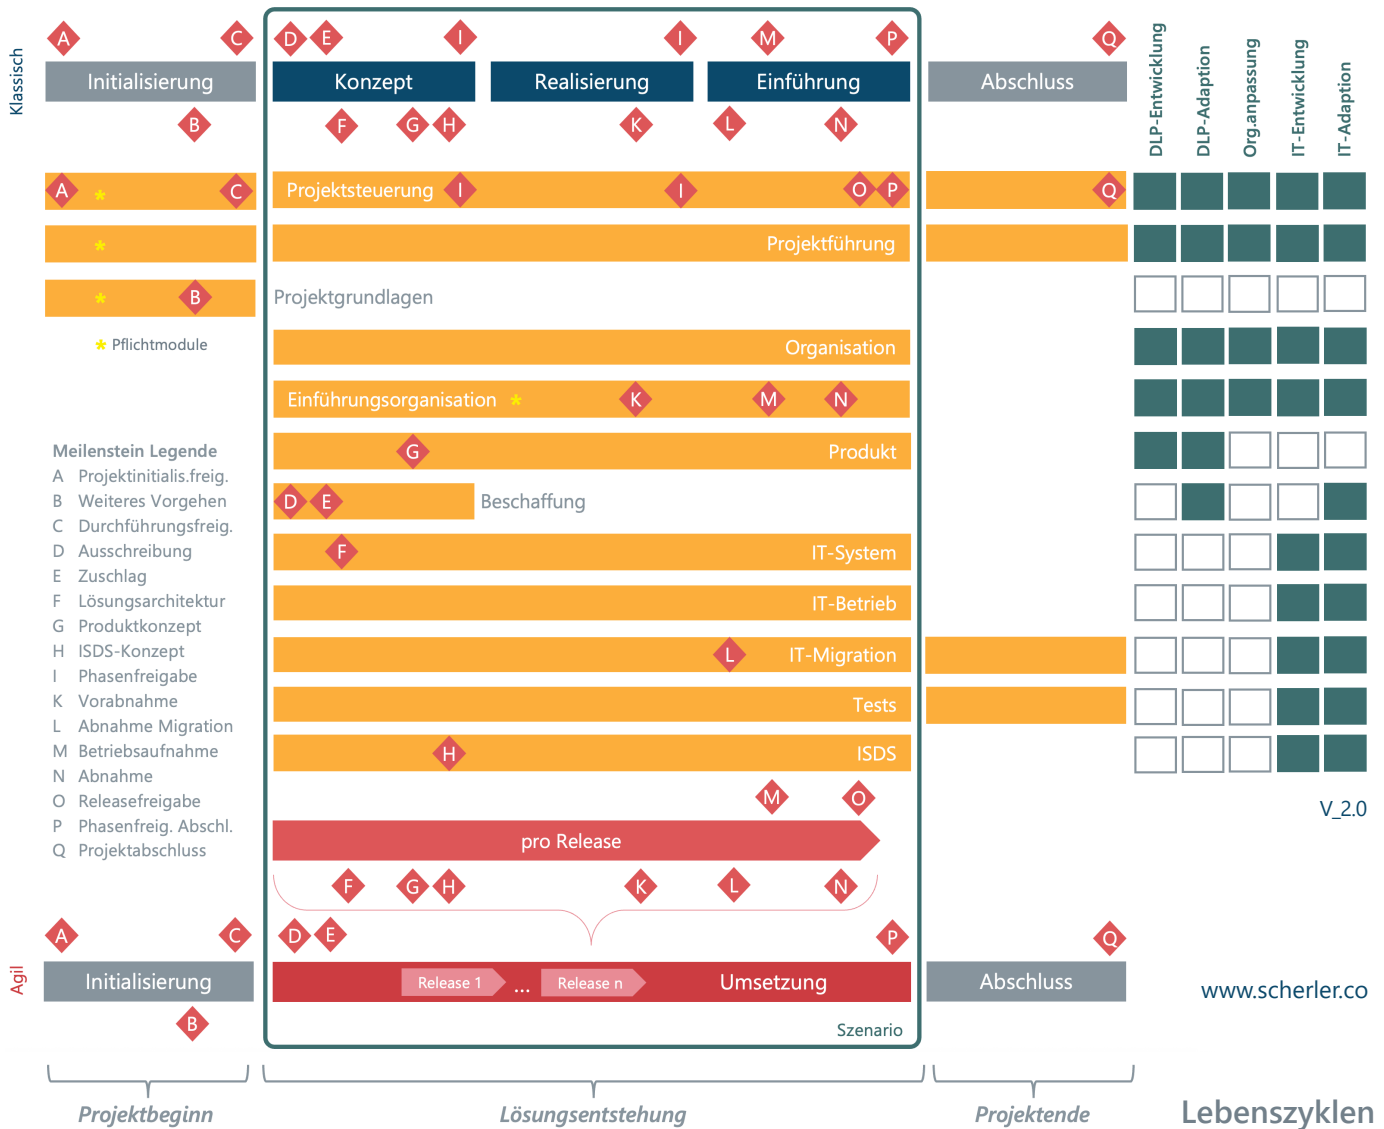 A C D E I I M P Q
Klassisch
Initialisierung Konzept Realisierung Einführung Abschluss
B F G H K L N
DLP-Entwicklung
DLP-Adaption
Org.anpassung
IT-Entwicklung
IT-Adaption
A * C Projektsteuerung I I O P Q
* Projektführung
* B Projektgrundlagen
* Pflichtmodule
Organisation
Einführungsorganisation * K M N
G Produkt
D E Beschaffung
F IT-System
IT-Betrieb
L IT-Migration
Tests
H ISDS
Meilenstein Legende
A Projektinitialis.freig.
B Weiteres Vorgehen
C Durchführungsfreig.
D Ausschreibung
E Zuschlag
F Lösungsarchitektur
G Produktkonzept
H ISDS-Konzept
I Phasenfreigabe
K Vorabnahme
L Abnahme Migration
M Betriebsaufnahme
N Abnahme
O Releasefreigabe
P Phasenfreig. Abschl.
Q Projektabschluss
M O
V_2.0
pro Release
F G H K L N
A C D E P Q
Agil
Initialisierung Release 1 ... Release n Umsetzung Abschluss
www.scherler.co
B
Szenario
Projektbeginn Lösungsentstehung Projektende
Lebenszyklen